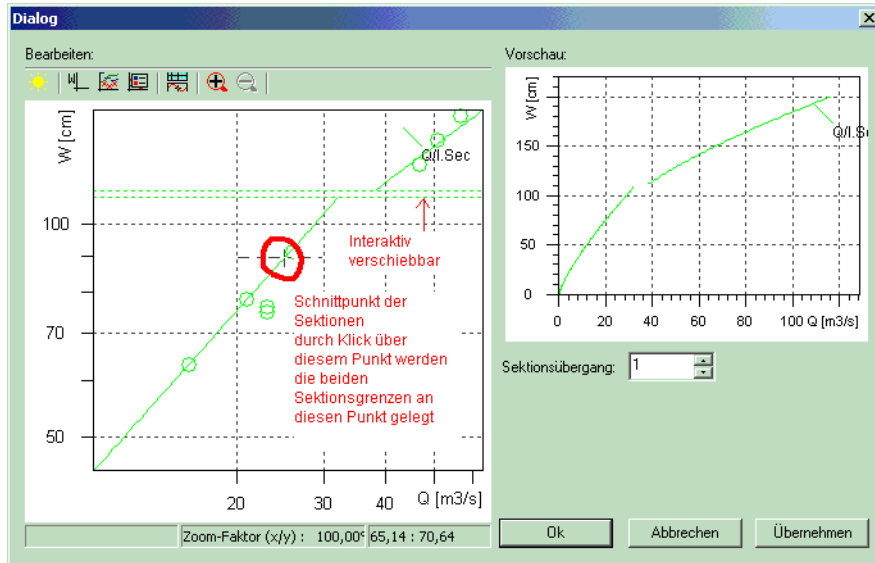 Dialog
Bearbeiten:
W
W [cm]
100
70
50
20
30
40
Q [m3/s]
Q/l.Sec
Interaktiv
verschiebbar
Schnittpunkt der
Sektionen
durch Klick über
diesem Punkt werden
die beiden
Sektionsgrenzen an
diesen Punkt gelegt
Zoom-Faktor (x/y) : 100,00° 65,14 : 70,64
Vorschau:
W [cm]
150
100
50
0
0
20
40
60
80
100 Q [m3/s]
Q/l.S
Sektionsübergang: 1
Ok
Abbrechen
Übernehmen